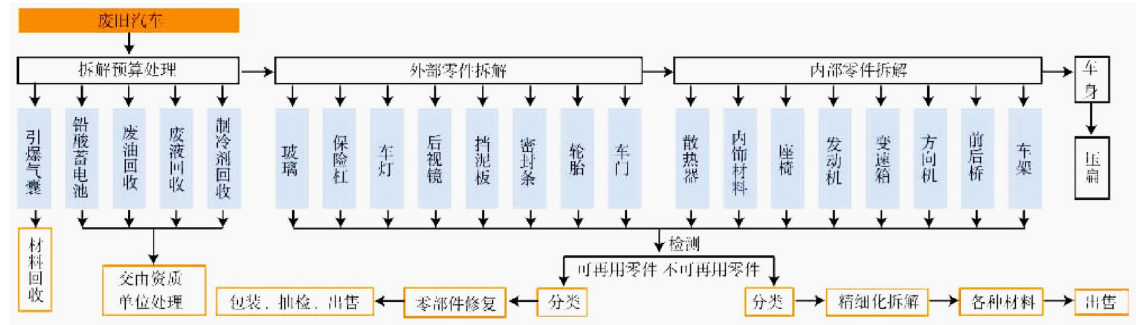 废旧汽车
拆解预算处理
外部零件拆解
内部零件拆解
车身
引爆气囊
铅酸蓄电池
废油回收
废液回收
制冷剂回收
玻璃
保险杠
车灯
后视镜
挡泥板
密封条
轮胎
车门
散热器
内饰材料
座椅
发动机
变速箱
方向机
前后桥
车架
压扁
材料回收
交由资质
单位处理
检测
可再用零件 不可再用零件
包装、抽检、出售
零部件修复
分类
分类
精细化拆解
各种材料
出售